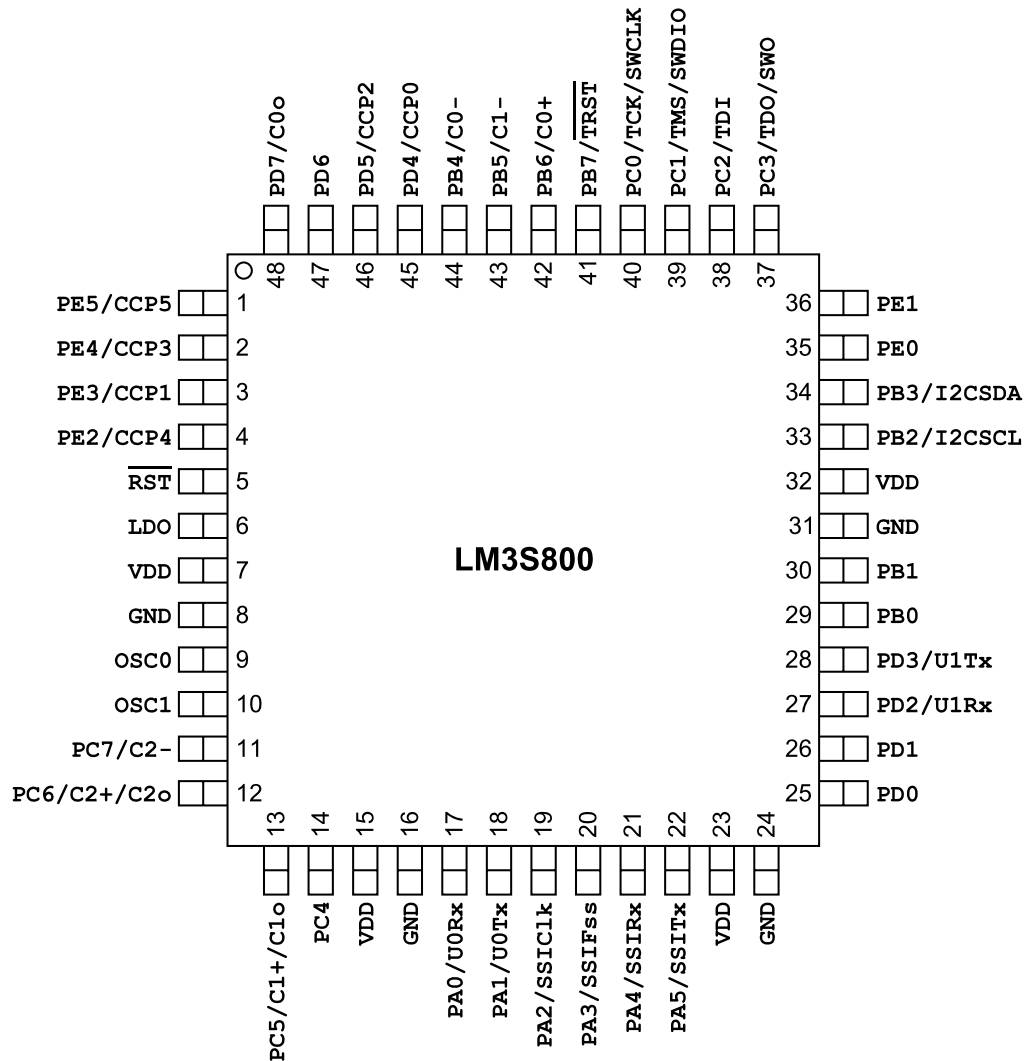 PD7/C0o
PD6
PD5/CCP2
PD4/CCP0
PB4/C0-
PB5/C1-
PB6/C0+
PB7/TRST
PC0/TCK/SWCLK
PC1/TMS/SWDIO
PC2/TDI
PC3/TDO/SWO
48
47
46
45
44
43
42
41
40
39
38
37
PE5/CCP5 1
PE4/CCP3 2
PE3/CCP1 3
PE2/CCP4 4
RST 5
LDO 6
VDD 7
GND 8
OSC0 9
OSC1 10
PC7/C2- 11
PC6/C2+/C2o 12
LM3S800
36 PE1
35 PE0
34 PB3/I2CSDA
33 PB2/I2CSCL
32 VDD
31 GND
30 PB1
29 PB0
28 PD3/U1Tx
27 PD2/U1Rx
26 PD1
25 PD0
13
14
15
16
17
18
19
20
21
22
23
24
PC5/C1+/C1o
PC4
VDD
GND
PA0/U0Rx
PA1/U0Tx
PA2/SSIClk
PA3/SSIFss
PA4/SSIRx
PA5/SSITx
VDD
GND